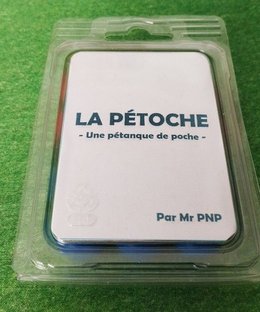 LA PÉTOCHE
- Une pétanque de poche -
Par Mr PNP